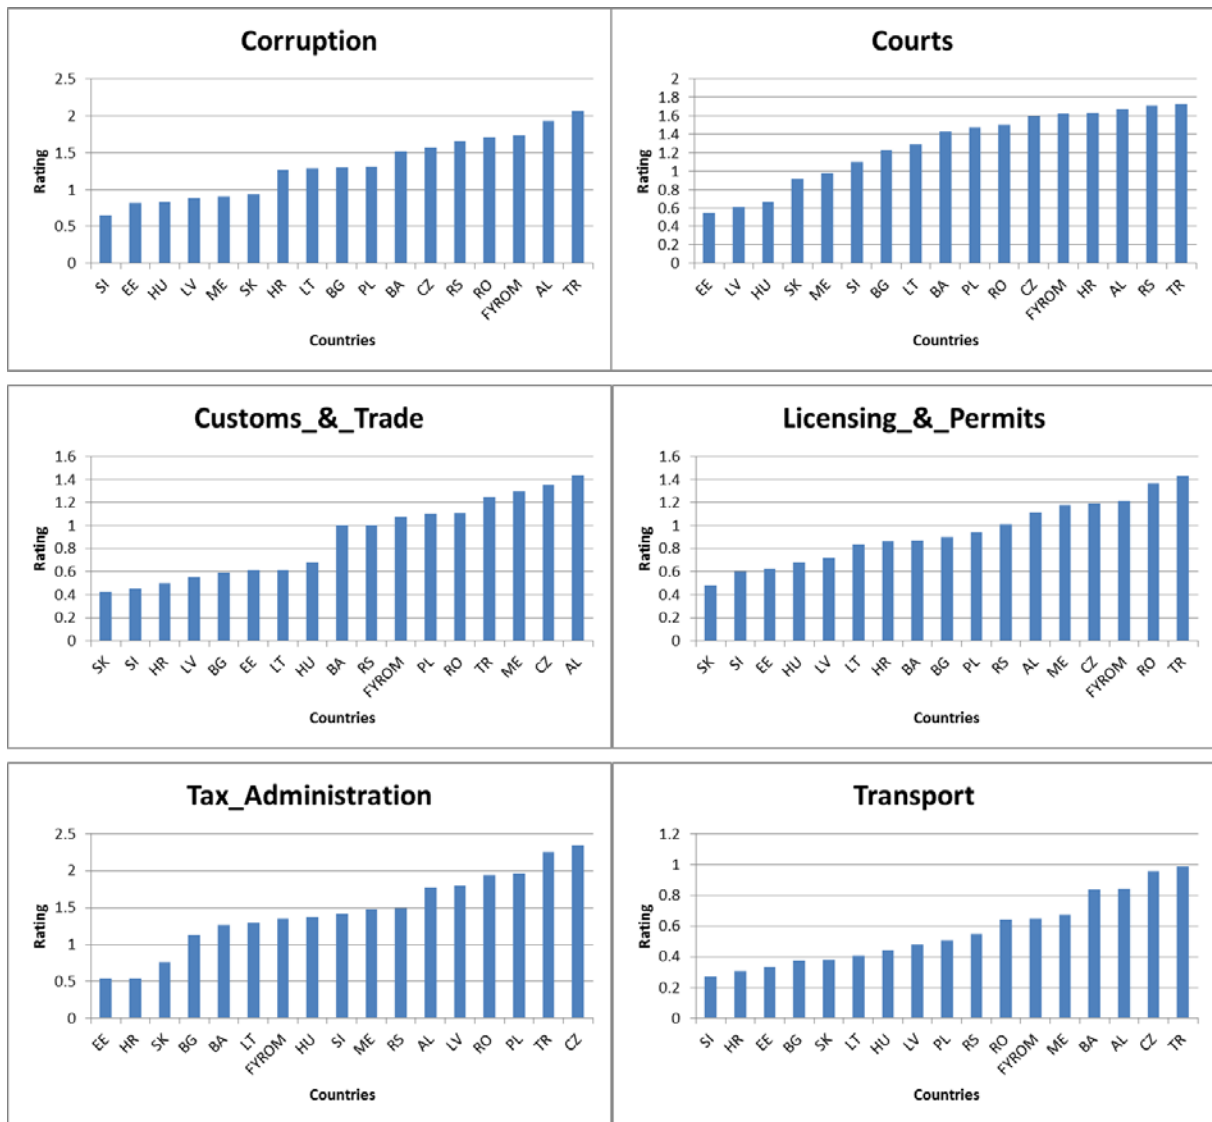 Corruption
2.5
2
1.5
1
0.5
0
Rating
SI EE HU LV ME SK HR LT BG PL BA CZ RS RO FYROM AL TR
Countries
Courts
2
1.8
1.6
1.4
1.2
1
0.8
0.6
0.4
0.2
0
Rating
EE LV HU SK ME SI BG LT BA PL RO CZ FYROM HR AL RS TR
Countries
Customs_&_Trade
1.6
1.4
1.2
1
0.8
0.6
0.4
0.2
0
Rating
SK SI HR LV BG EE LT HU BA RS FYROM PL RO TR ME CZ AL
Countries
Licensing_&_Permits
1.6
1.4
1.2
1
0.8
0.6
0.4
0.2
0
Rating
SK SI EE HU LV LT HR BA BG PL RS AL ME CZ FYROM RO TR
Countries
Tax_Administration
2.5
2
1.5
1
0.5
0
Rating
EE HR SK BG BA LT FYROM HU SI ME RS AL LV RO PL TR CZ
Countries
Transport
1.2
1
0.8
0.6
0.4
0.2
0
Rating
SI HR EE BG SK LT HU LV PL RS RO FYROM ME BA AL CZ TR
Countries